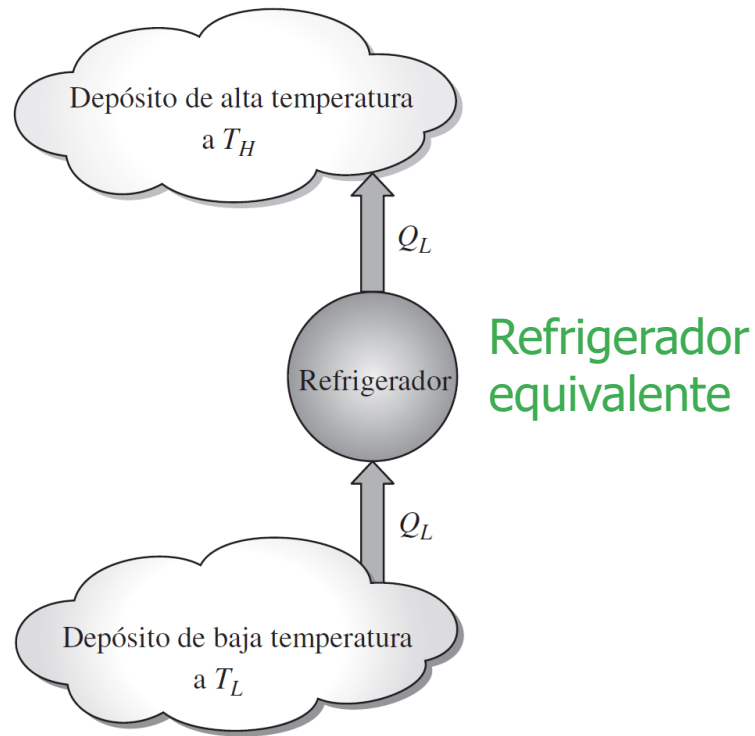 Depósito de alta temperatura
a T_H
Q_L
Refrigerador
Refrigerador
equivalente
Q_L
Depósito de baja temperatura
a T_L